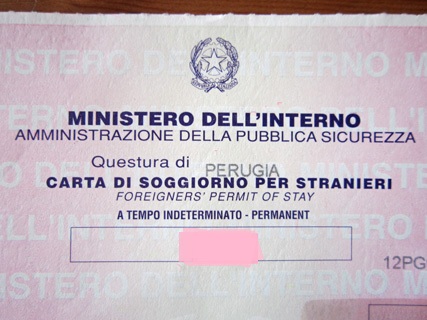 MINISTERO DELL'INTERNO
AMMINISTRAZIONE DELLA PUBBLICA SICUREZZA
Questura di PERUGIA
CARTA DI SOGGIORNO PER STRANIERI
FOREIGNERS' PERMIT OF STAY
A TEMPO INDETERMINATO - PERMANENT
12PG